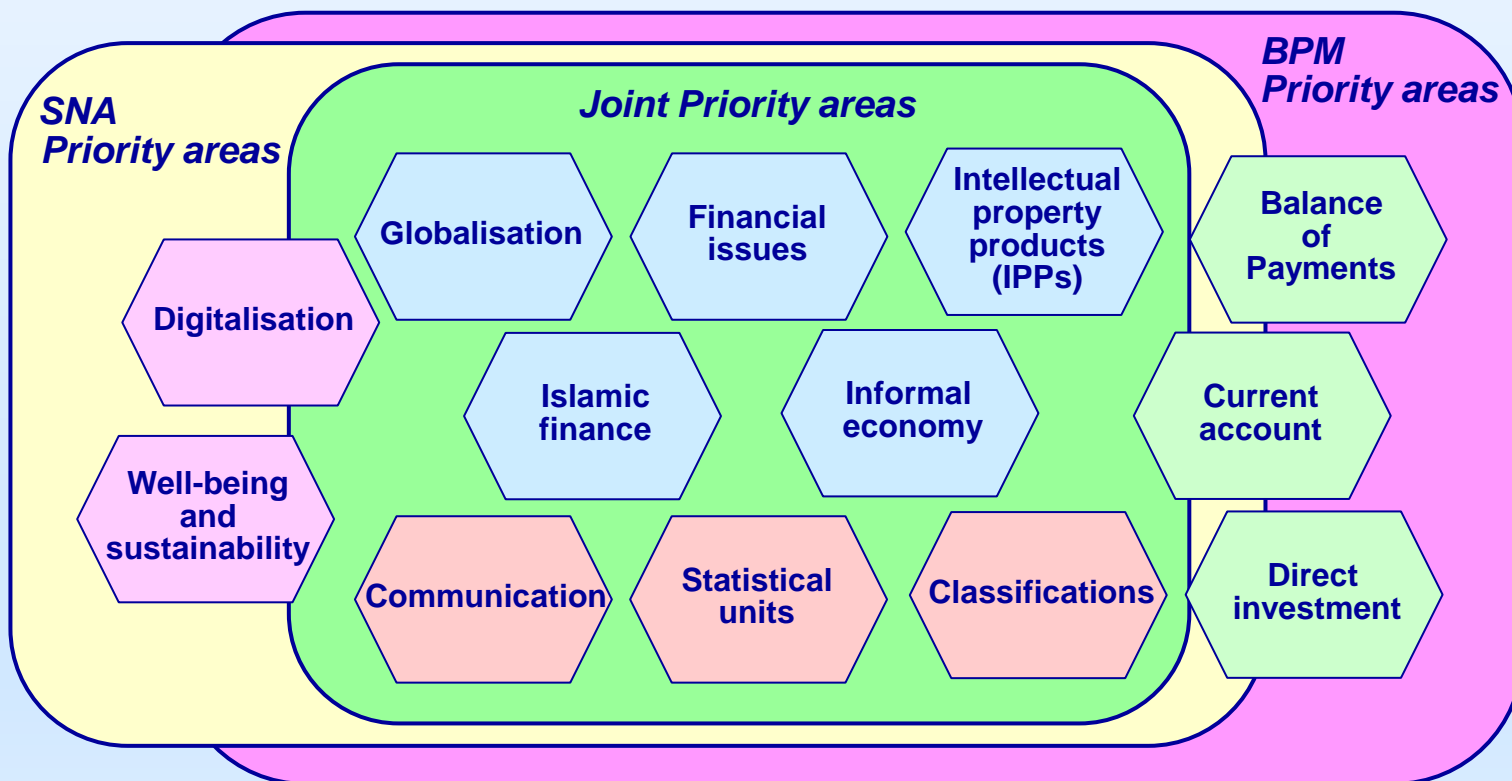 BPM
Priority areas
SNA
Priority areas
Joint Priority areas
Globalisation
Financial
issues
Intellectual
property
products
(IPPs)
Balance
of
Payments
Digitalisation
Islamic
finance
Informal
economy
Current
account
Well-being
and
sustainability
Communication
Statistical
units
Classifications
Direct
investment